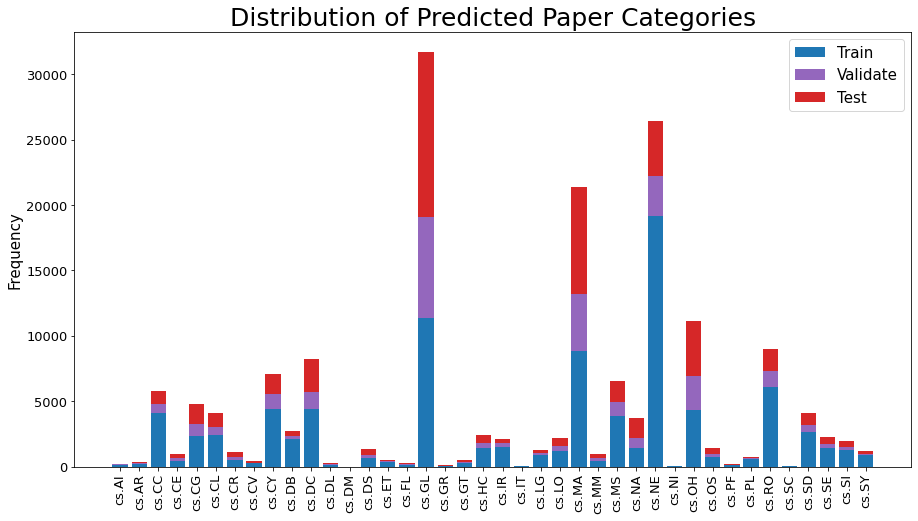 Distribution of Predicted Paper Categories
Train
Validate
Test
Frequency
30000
25000
20000
15000
10000
5000
0
cs.AI
cs.AR
cs.CC
cs.CE
cs.CG
cs.CL
cs.CR
cs.CV
cs.CY
cs.DB
cs.DC
cs.DL
cs.DM
cs.DS
cs.ET
cs.FL
cs.GL
cs.GR
cs.GT
cs.HC
cs.IR
cs.IT
cs.LG
cs.LO
cs.MA
cs.MM
cs.MS
cs.NA
cs.NE
cs.NI
cs.OH
cs.OS
cs.PF
cs.PL
cs.RO
cs.SC
cs.SD
cs.SE
cs.SI
cs.SY